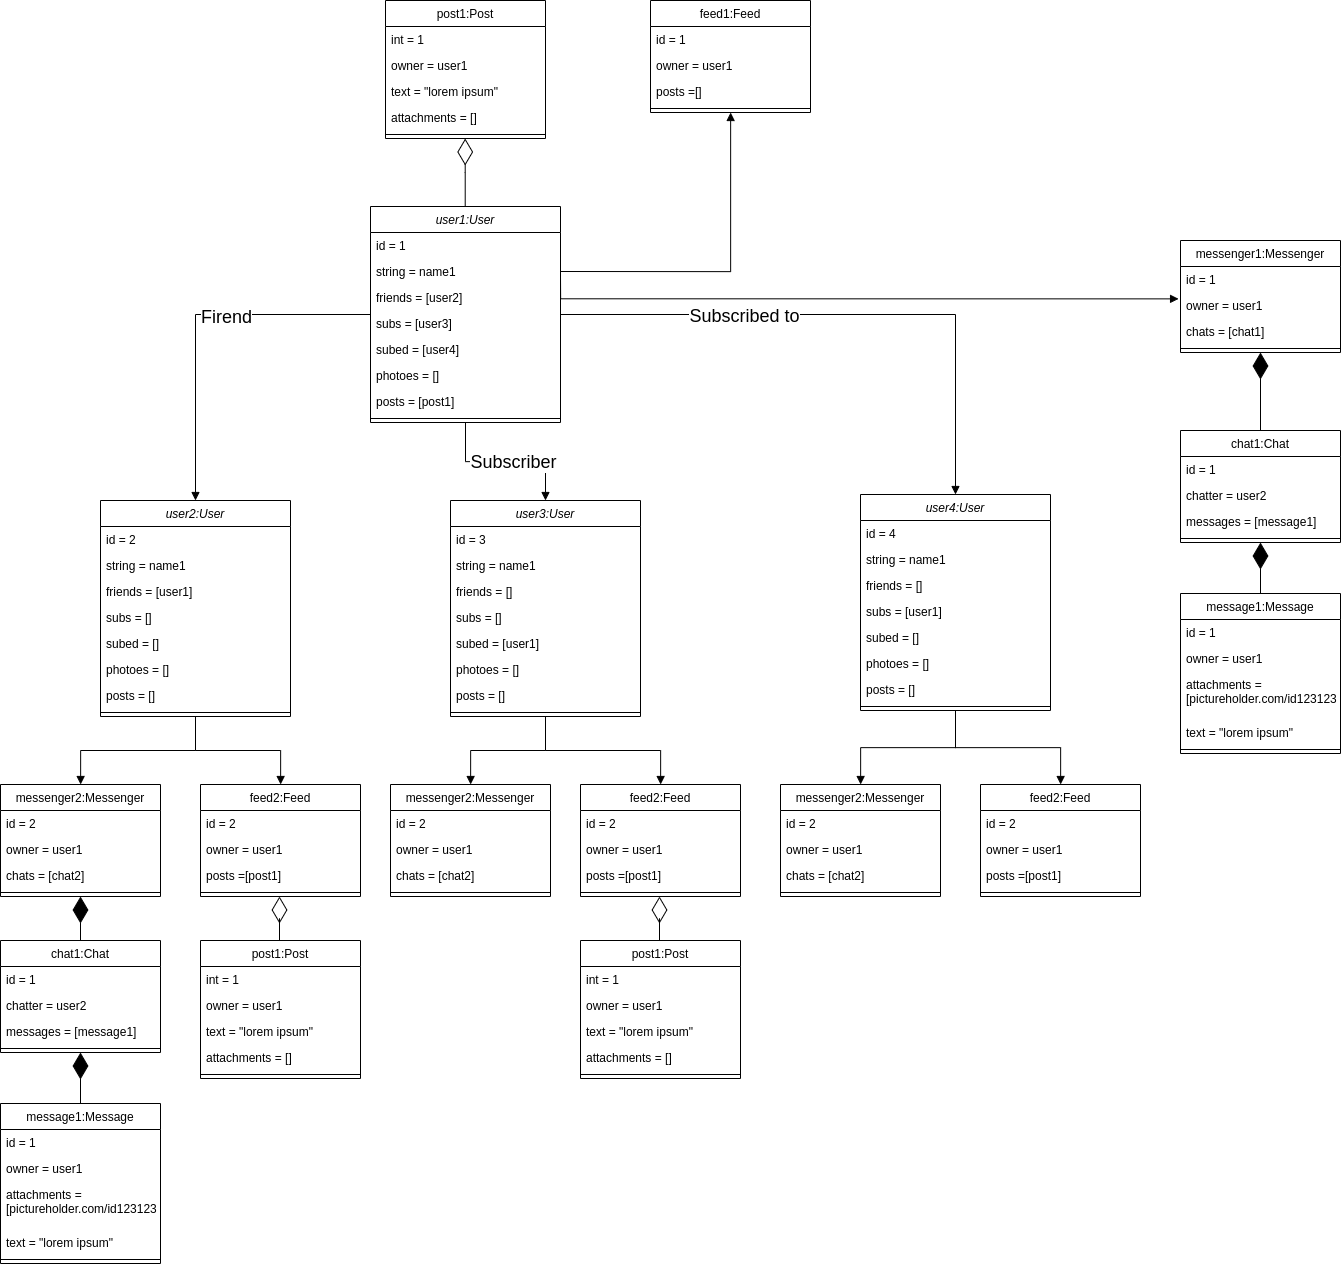 post1:Post
int = 1
owner = user1
text = "lorem ipsum"
attachments = []
feed1:Feed
id = 1
owner = user1
posts =[]
user1:User
id = 1
string = name1
friends = [user2]
subs = [user3]
subed = [user4]
photoes = []
posts = [post1]
messenger1:Messenger
id = 1
owner = user1
chats = [chat1]
Firend
Subscribed to
Subscriber
chat1:Chat
id = 1
chatter = user2
messages = [message1]
message1:Message
id = 1
owner = user1
attachments =
[pictureholder.com/id123123
text = "lorem ipsum"
user2:User
id = 2
string = name1
friends = [user1]
subs = []
subed = []
photoes = []
posts = []
user3:User
id = 3
string = name1
friends = []
subs = []
subed = [user1]
photoes = []
posts = []
user4:User
id = 4
string = name1
friends = []
subs = [user1]
subed = []
photoes = []
posts = []
messenger2:Messenger
id = 2
owner = user1
chats = [chat2]
feed2:Feed
id = 2
owner = user1
posts =[post1]
messenger2:Messenger
id = 2
owner = user1
chats = [chat2]
feed2:Feed
id = 2
owner = user1
posts =[post1]
messenger2:Messenger
id = 2
owner = user1
chats = [chat2]
feed2:Feed
id = 2
owner = user1
posts =[post1]
chat1:Chat
id = 1
chatter = user2
messages = [message1]
post1:Post
int = 1
owner = user1
text = "lorem ipsum"
attachments = []
post1:Post
int = 1
owner = user1
text = "lorem ipsum"
attachments = []
message1:Message
id = 1
owner = user1
attachments =
[pictureholder.com/id123123
text = "lorem ipsum"